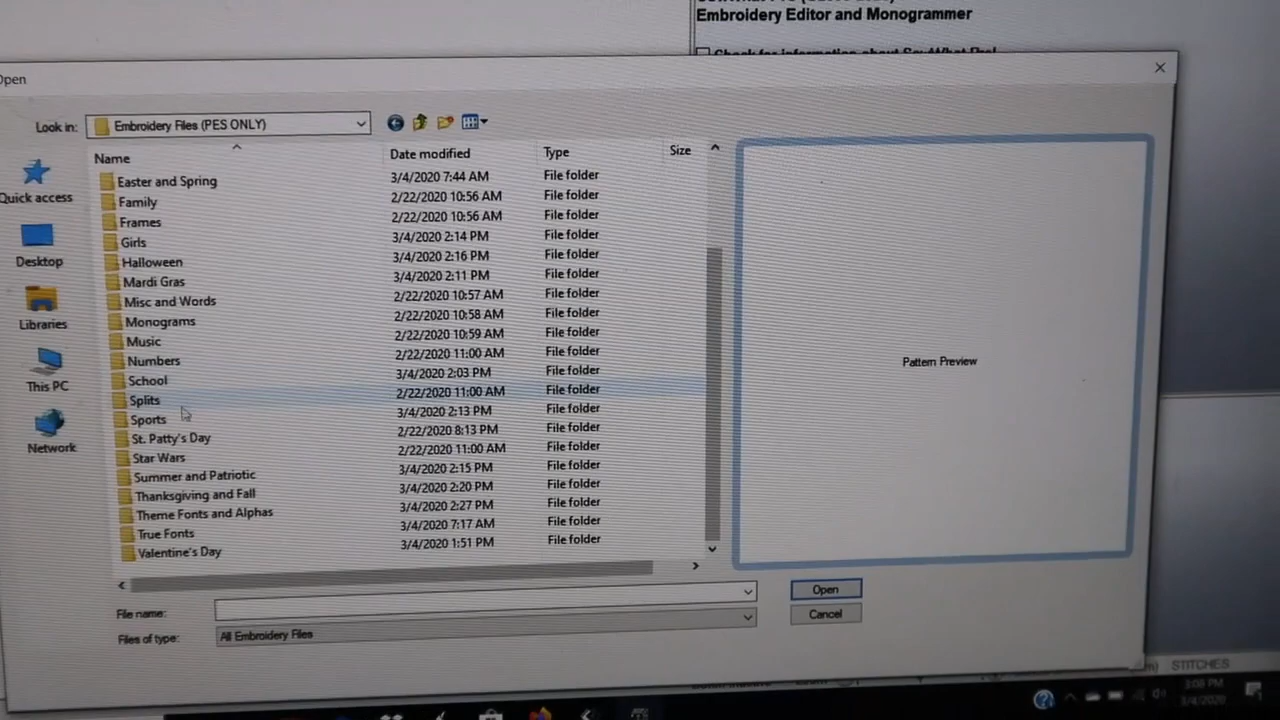 Embroidery Editor and Monogrammer
Check for information about SewWhat-Pro!
Open
Look in: Embroidery Files (PES ONLY)
Name Date modified Type Size
Easter and Spring 3/4/2020 7:44 AM File folder
Family 2/22/2020 10:56 AM File folder
Frames 2/22/2020 10:56 AM File folder
Girls 3/4/2020 2:14 PM File folder
Halloween 3/4/2020 2:16 PM File folder
Mardi Gras 3/4/2020 2:11 PM File folder
Misc and Words 2/22/2020 10:57 AM File folder
Monograms 2/22/2020 10:58 AM File folder
Music 2/22/2020 10:59 AM File folder
Numbers 2/22/2020 11:00 AM File folder
School 3/4/2020 2:03 PM File folder
Splits 2/22/2020 11:00 AM File folder
Sports 3/4/2020 2:13 PM File folder
St. Patty's Day 2/22/2020 8:13 PM File folder
Star Wars 2/22/2020 11:00 AM File folder
Summer and Patriotic 3/4/2020 2:15 PM File folder
Thanksgiving and Fall 3/4/2020 2:20 PM File folder
Theme Fonts and Alphas 3/4/2020 2:27 PM File folder
True Fonts 3/4/2020 7:17 AM File folder
Valentine's Day 3/4/2020 1:51 PM File folder
Quick access
Desktop
Libraries
This PC
Network
Pattern Preview
File name:
Open
Files of type: All Embroidery Files
Cancel
STITCHES
3:08 PM
3/4/2020